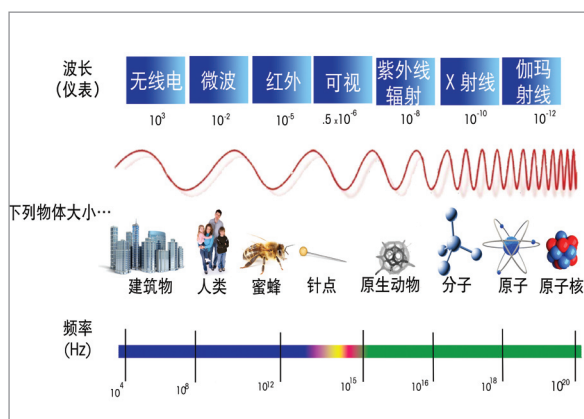 波长
(仪表)
无线电
微波
红外
可视
紫外线
辐射
X 射线
伽玛
射线
10³
10⁻²
10⁻⁵
.5 x10⁻⁶
10⁻⁸
10⁻¹⁰
10⁻¹²
下列物体大小…
建筑物
人类
蜜蜂
针点
原生动物
分子
原子
原子核
频率
(Hz)
10⁴
10⁸
10¹²
10¹⁵
10¹⁶
10¹⁸
10²⁰